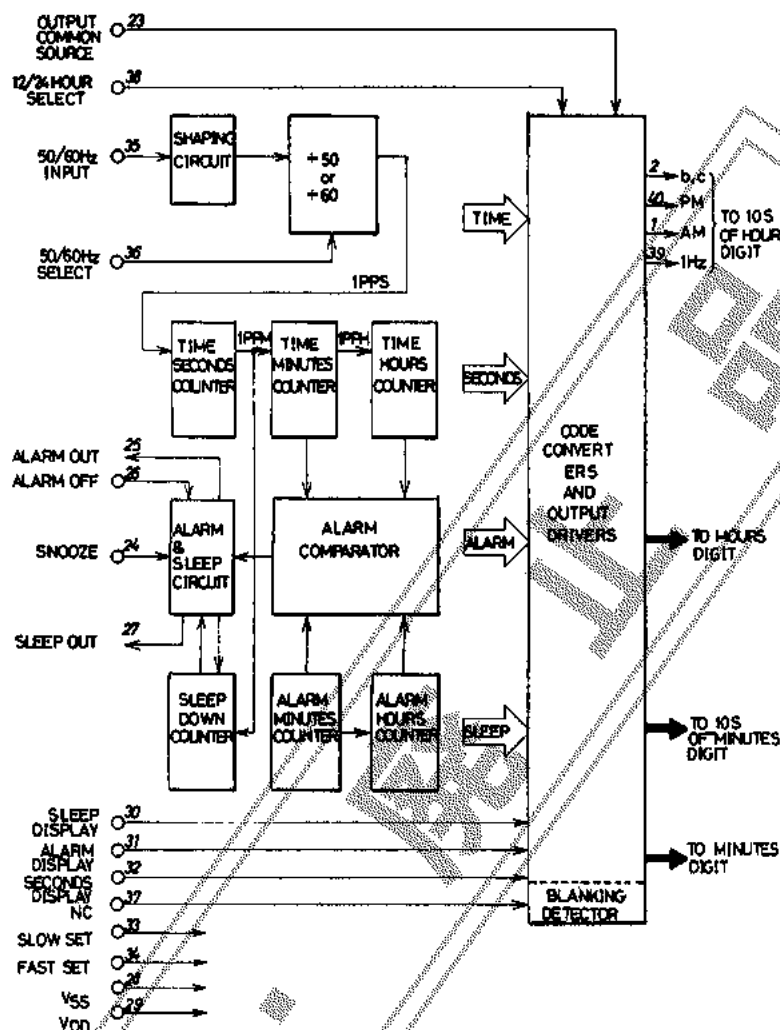 OUTPUT
COMMON
SOURCE
23
12/24 HOUR
SELECT
38
50/60Hz
INPUT
35
SHAPING
CIRCUIT
÷50
or
÷60
50/60Hz
SELECT
36
1PPS
TIME
SECONDS
COUNTER
1PPM
TIME
MINUTES
COUNTER
1PPH
TIME
HOURS
COUNTER
ALARM OUT
25
ALARM OFF
26
SNOOZE
24
ALARM
&
SLEEP
CIRCUIT
ALARM
COMPARATOR
SLEEP OUT
27
SLEEP
DOWN
COUNTER
ALARM
MINUTES
COUNTER
ALARM
HOURS
COUNTER
TIME
SECONDS
ALARM
SLEEP
CODE
CONVERT
ERS
AND
OUTPUT
DRIVERS
2
b,c
40
PM
1
AM
39
1Hz
TO 10S
OF HOUR
DIGIT
TO HOURS
DIGIT
TO 10S
OF MINUTES
DIGIT
TO MINUTES
DIGIT
SLEEP
DISPLAY
30
ALARM
DISPLAY
31
SECONDS
DISPLAY
32
NC
37
BLANKING
DETECTOR
SLOW SET
33
FAST SET
34
VSS
28
VDD
29